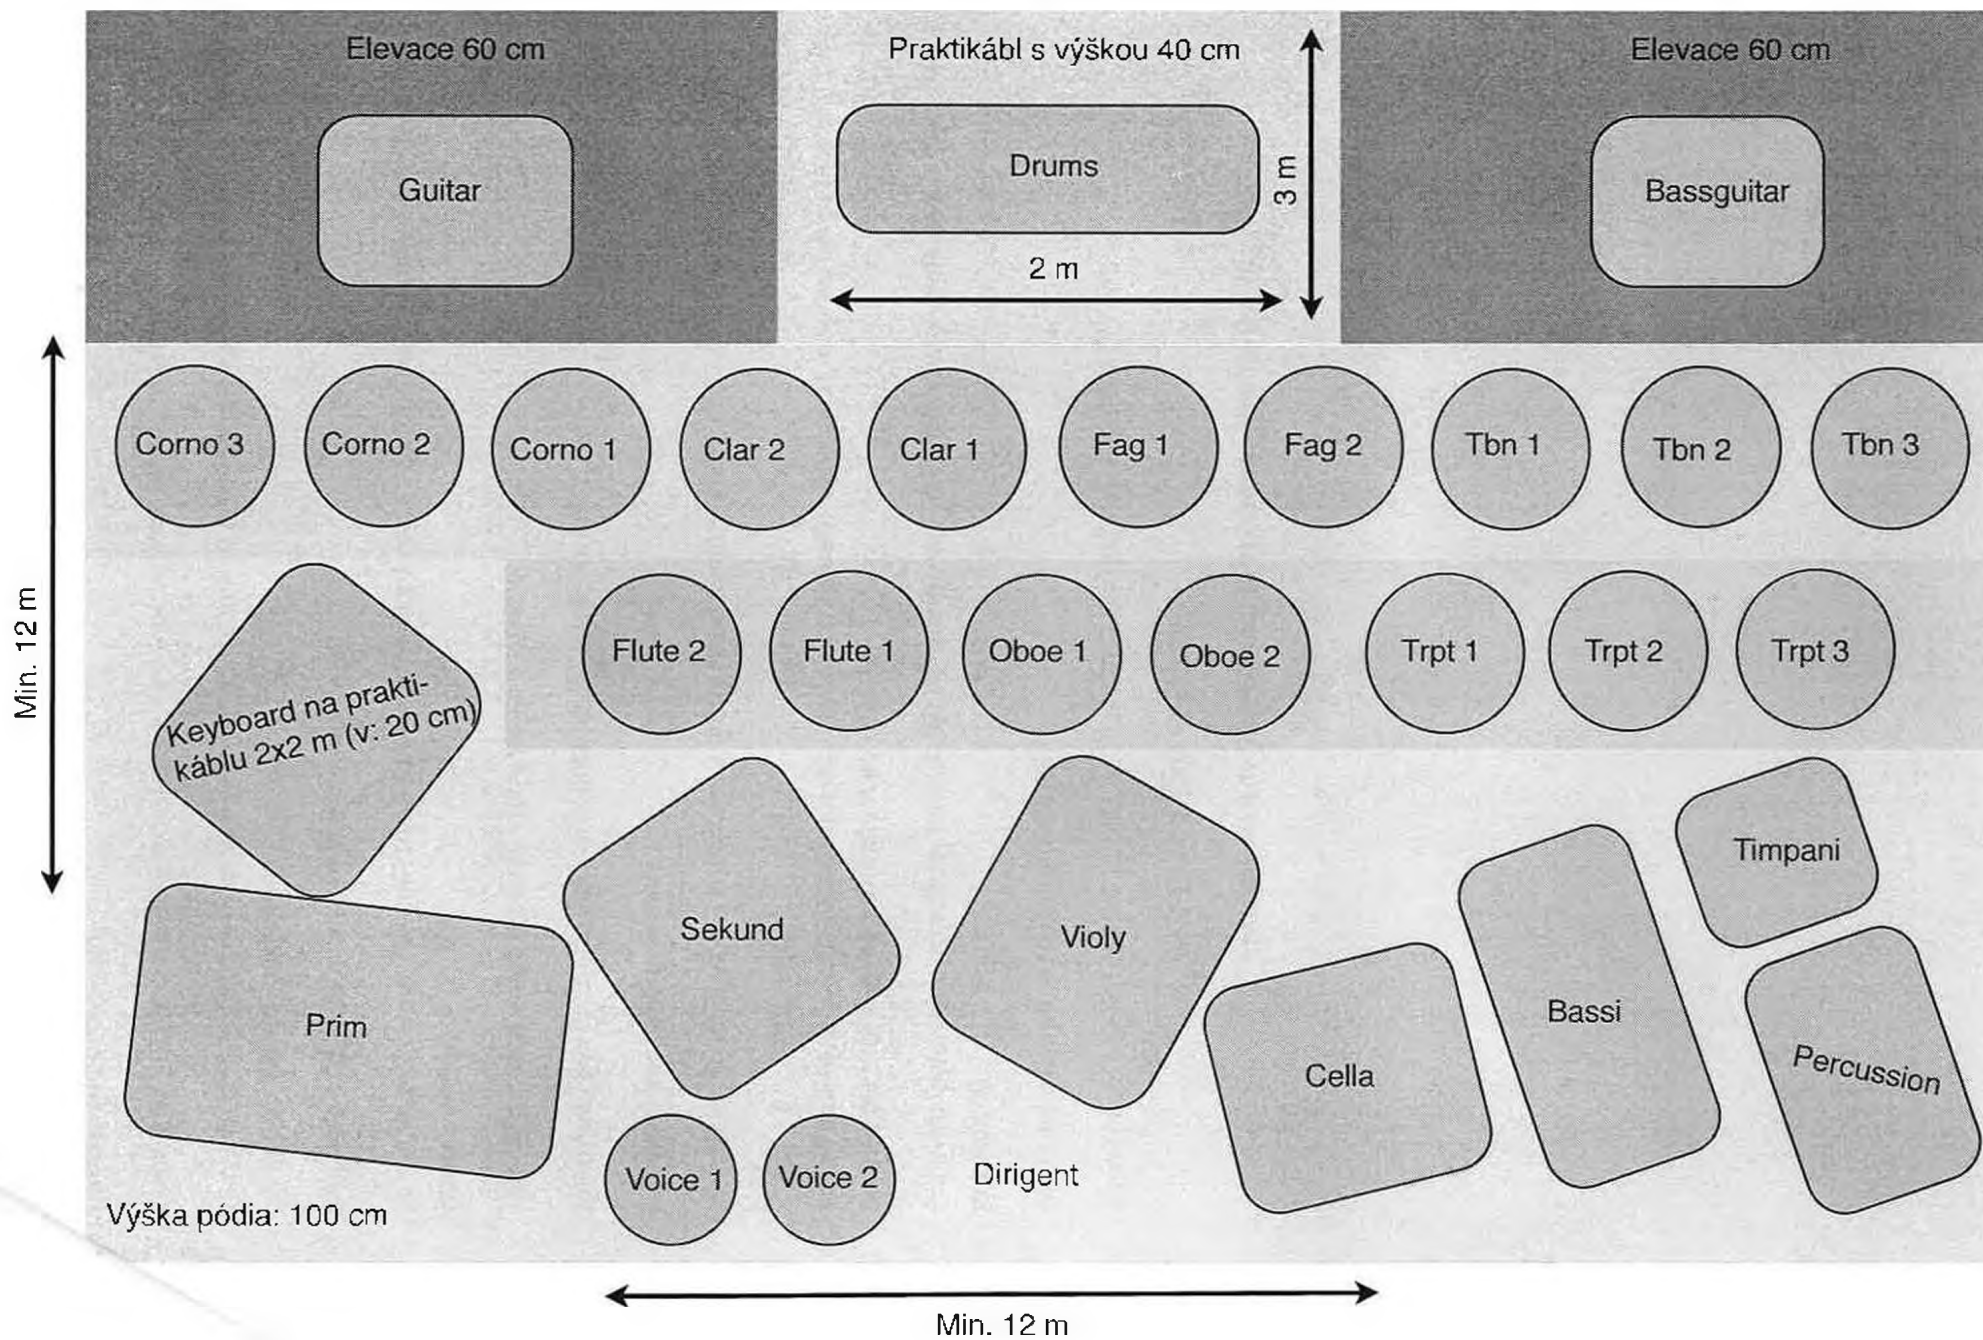 Elevace 60 cm
Praktikábl s výškou 40 cm
Elevace 60 cm
Guitar
Drums
3 m
Bassguitar
2 m
Corno 3
Corno 2
Corno 1
Clar 2
Clar 1
Fag 1
Fag 2
Tbn 1
Tbn 2
Tbn 3
Min. 12 m
Keyboard na prakti-
káblu 2x2 m (v: 20 cm)
Flute 2
Flute 1
Oboe 1
Oboe 2
Trpt 1
Trpt 2
Trpt 3
Timpani
Sekund
Violy
Prim
Bassi
Cella
Percussion
Voice 1
Voice 2
Dirigent
Výška pódia: 100 cm
Min. 12 m